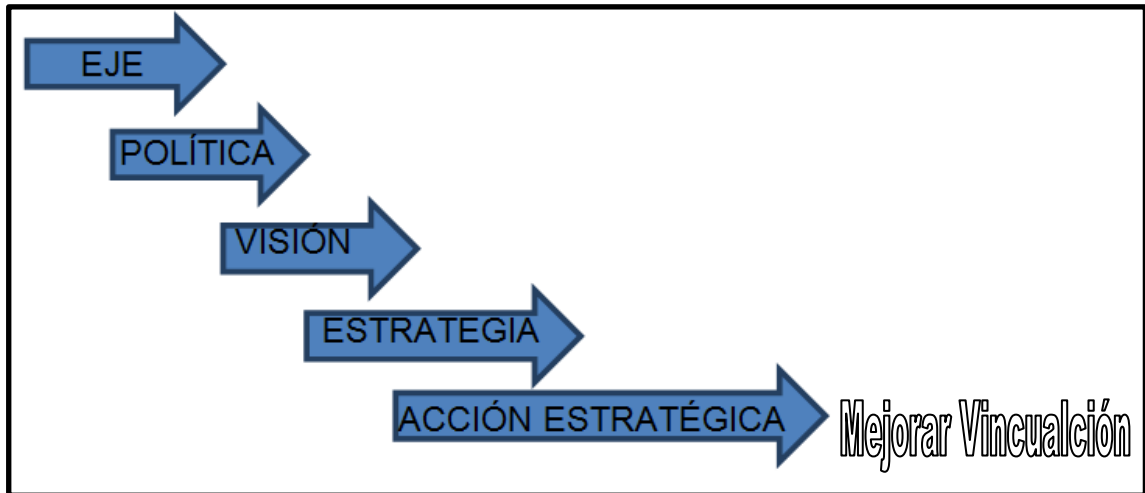 EJE
POLÍTICA
VISIÓN
ESTRATEGIA
ACCIÓN ESTRATÉGICA
Mejorar Vincualción